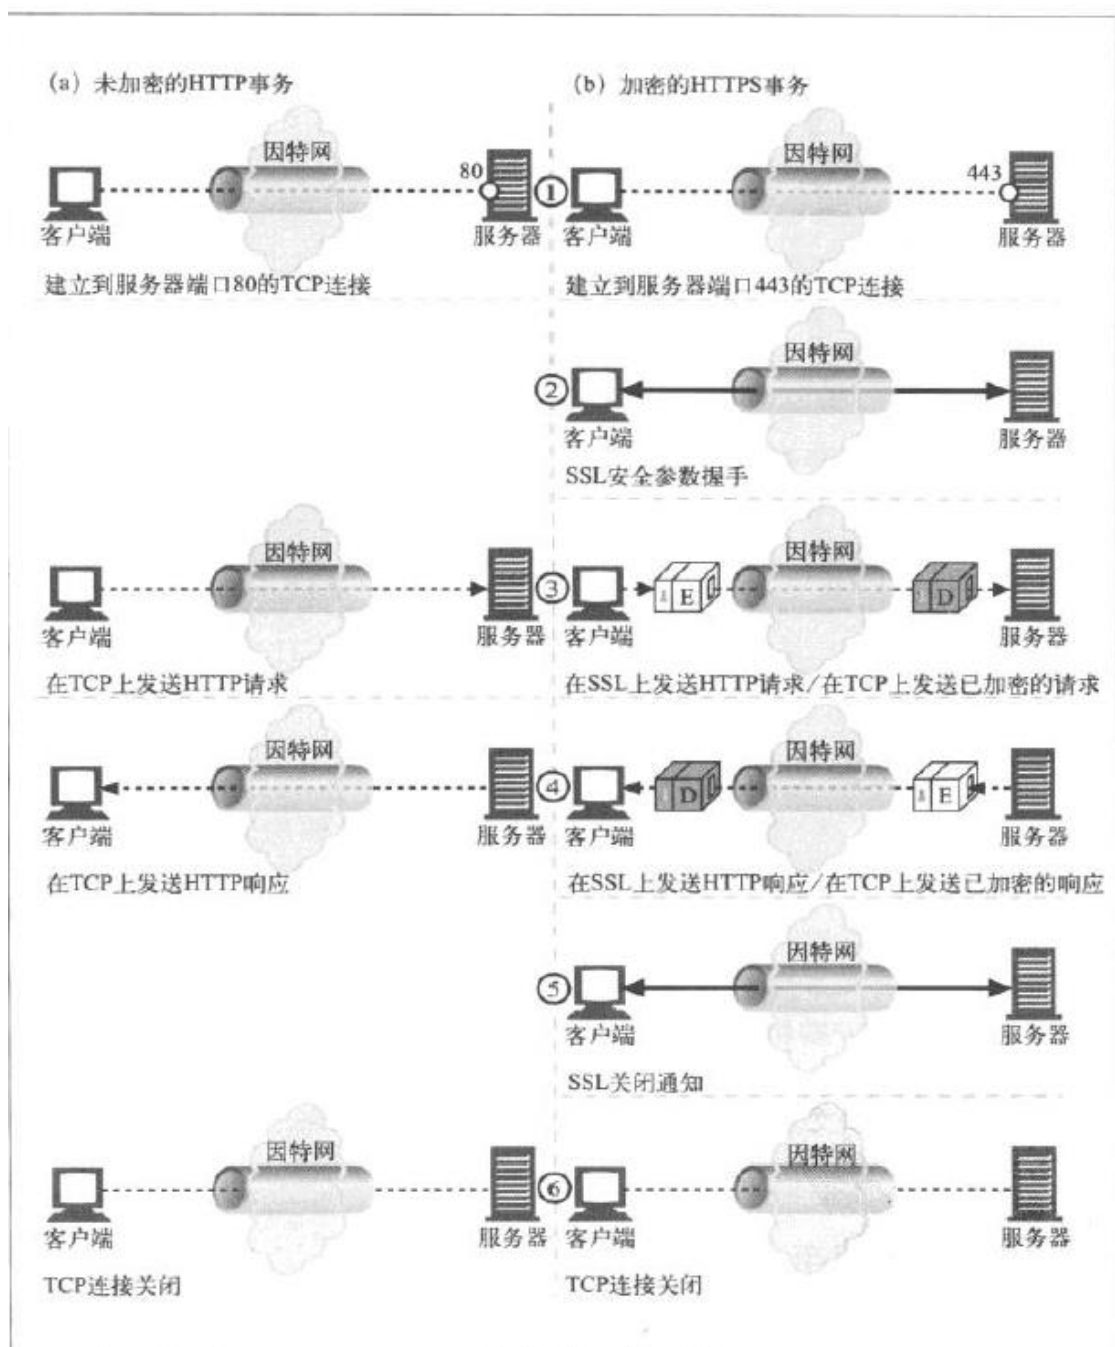 (a) 未加密的HTTP事务
(b) 加密的HTTPS事务
因特网
80
客户端
服务器
建立到服务器端口80的TCP连接
①
因特网
443
客户端
服务器
建立到服务器端口443的TCP连接
②
因特网
客户端
服务器
SSL安全参数握手
因特网
客户端
服务器
在TCP上发送HTTP请求
③
因特网
E
D
客户端
服务器
在SSL上发送HTTP请求/在TCP上发送已加密的请求
因特网
客户端
服务器
在TCP上发送HTTP响应
④
因特网
D
E
客户端
服务器
在SSL上发送HTTP响应/在TCP上发送已加密的响应
⑤
因特网
客户端
服务器
SSL关闭通知
因特网
客户端
服务器
TCP连接关闭
⑥
因特网
客户端
服务器
TCP连接关闭